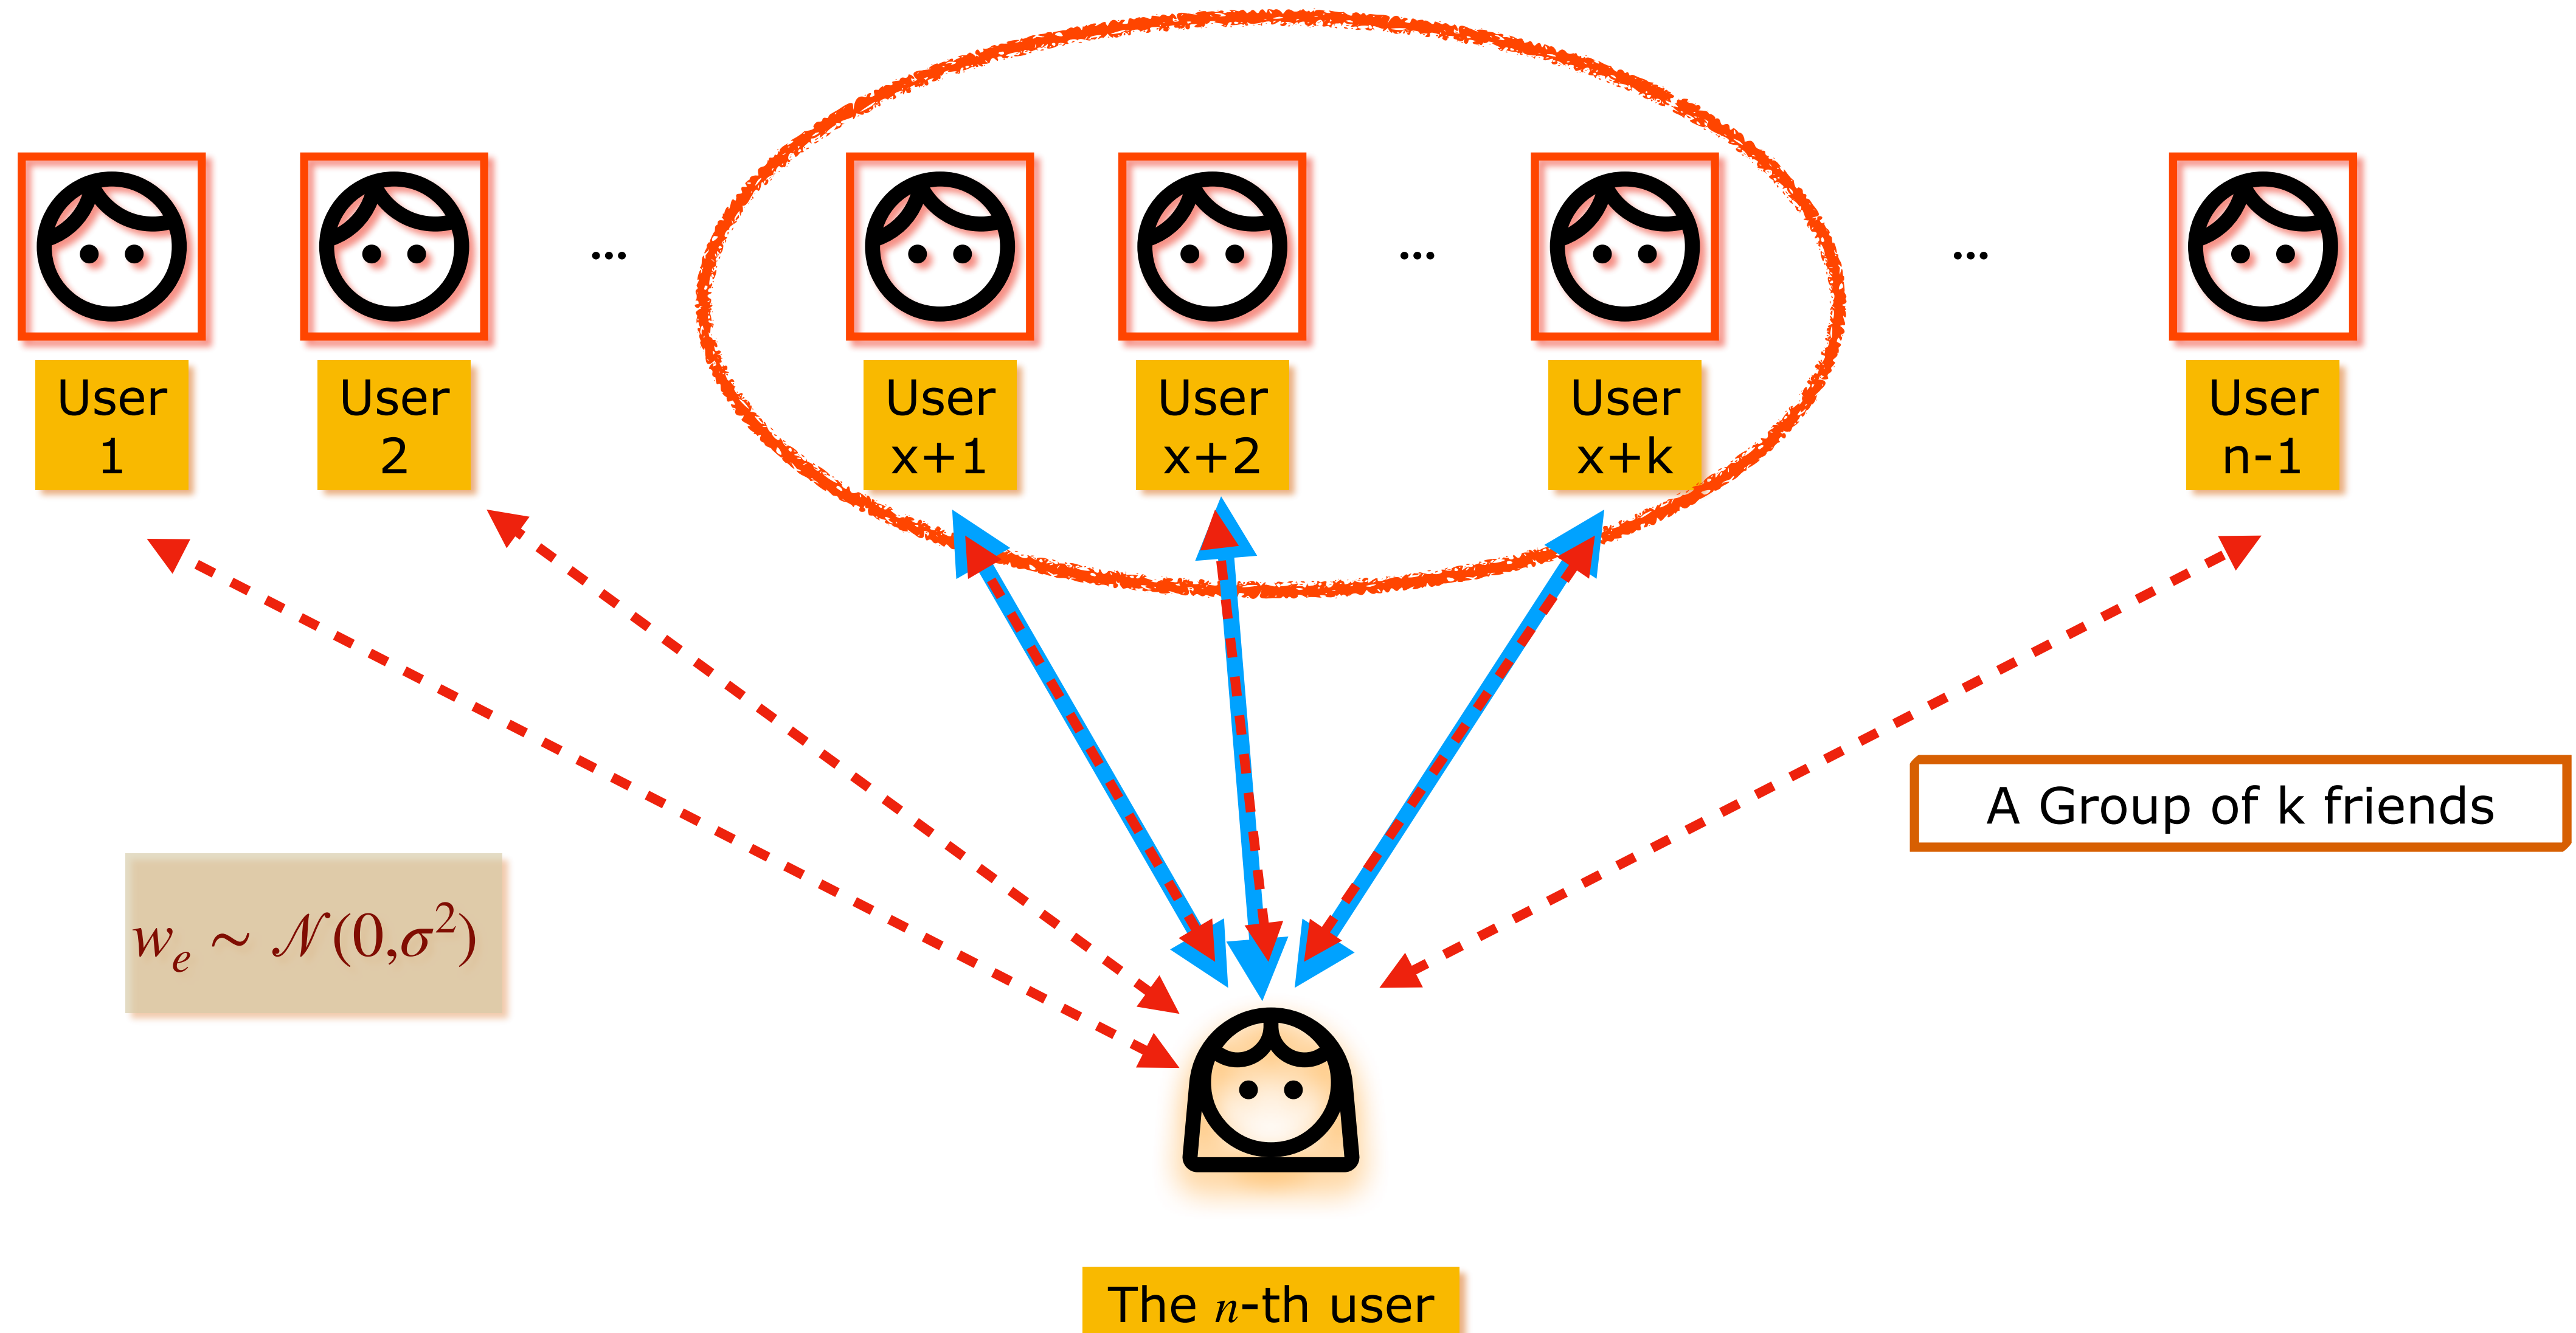 ...
...
...
User
1
User
2
User
x+1
User
x+2
User
x+k
User
n-1
A Group of k friends
w_e ∼ 𝒩(0,σ²)
The n-th user